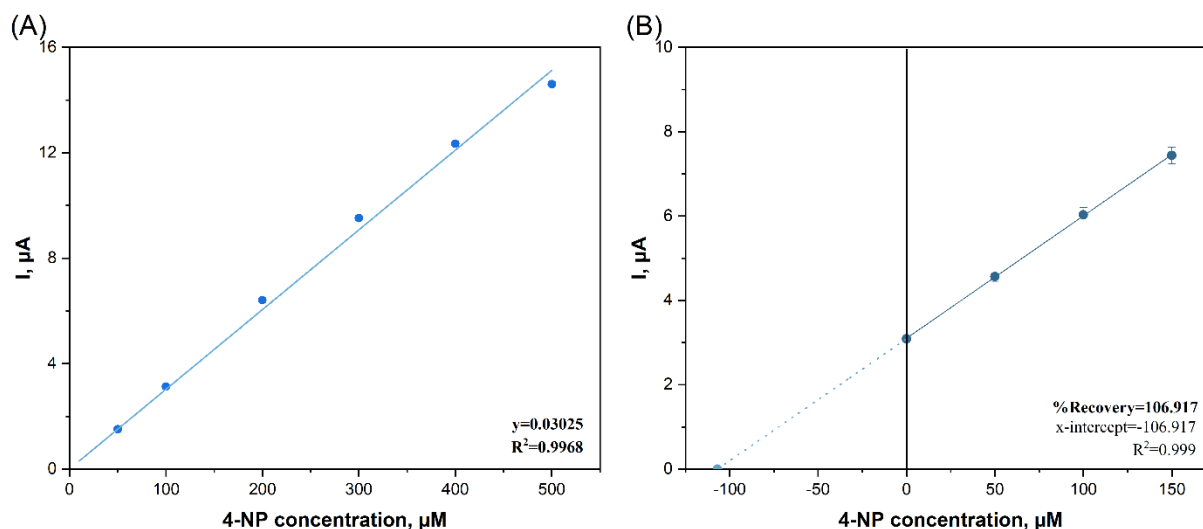 (A)
16
12
8
4
0
I, µA
0
100
200
300
400
500
4-NP concentration, µM
y=0.03025
R²=0.9968
(B)
10
8
6
4
2
0
I, µA
-100
-50
0
50
100
150
4-NP concentration, µM
%Recovery=106.917
x-intercept=-106.917
R²=0.999